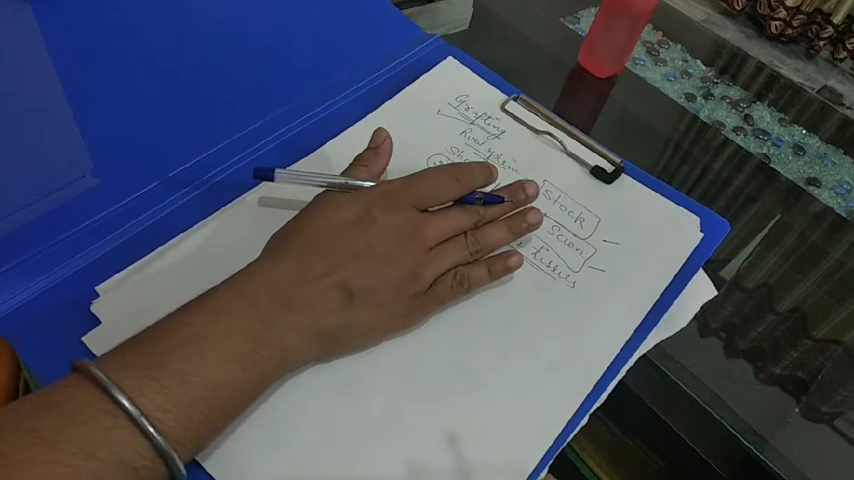 Grafting
Root system
Stock
Scion
tissues